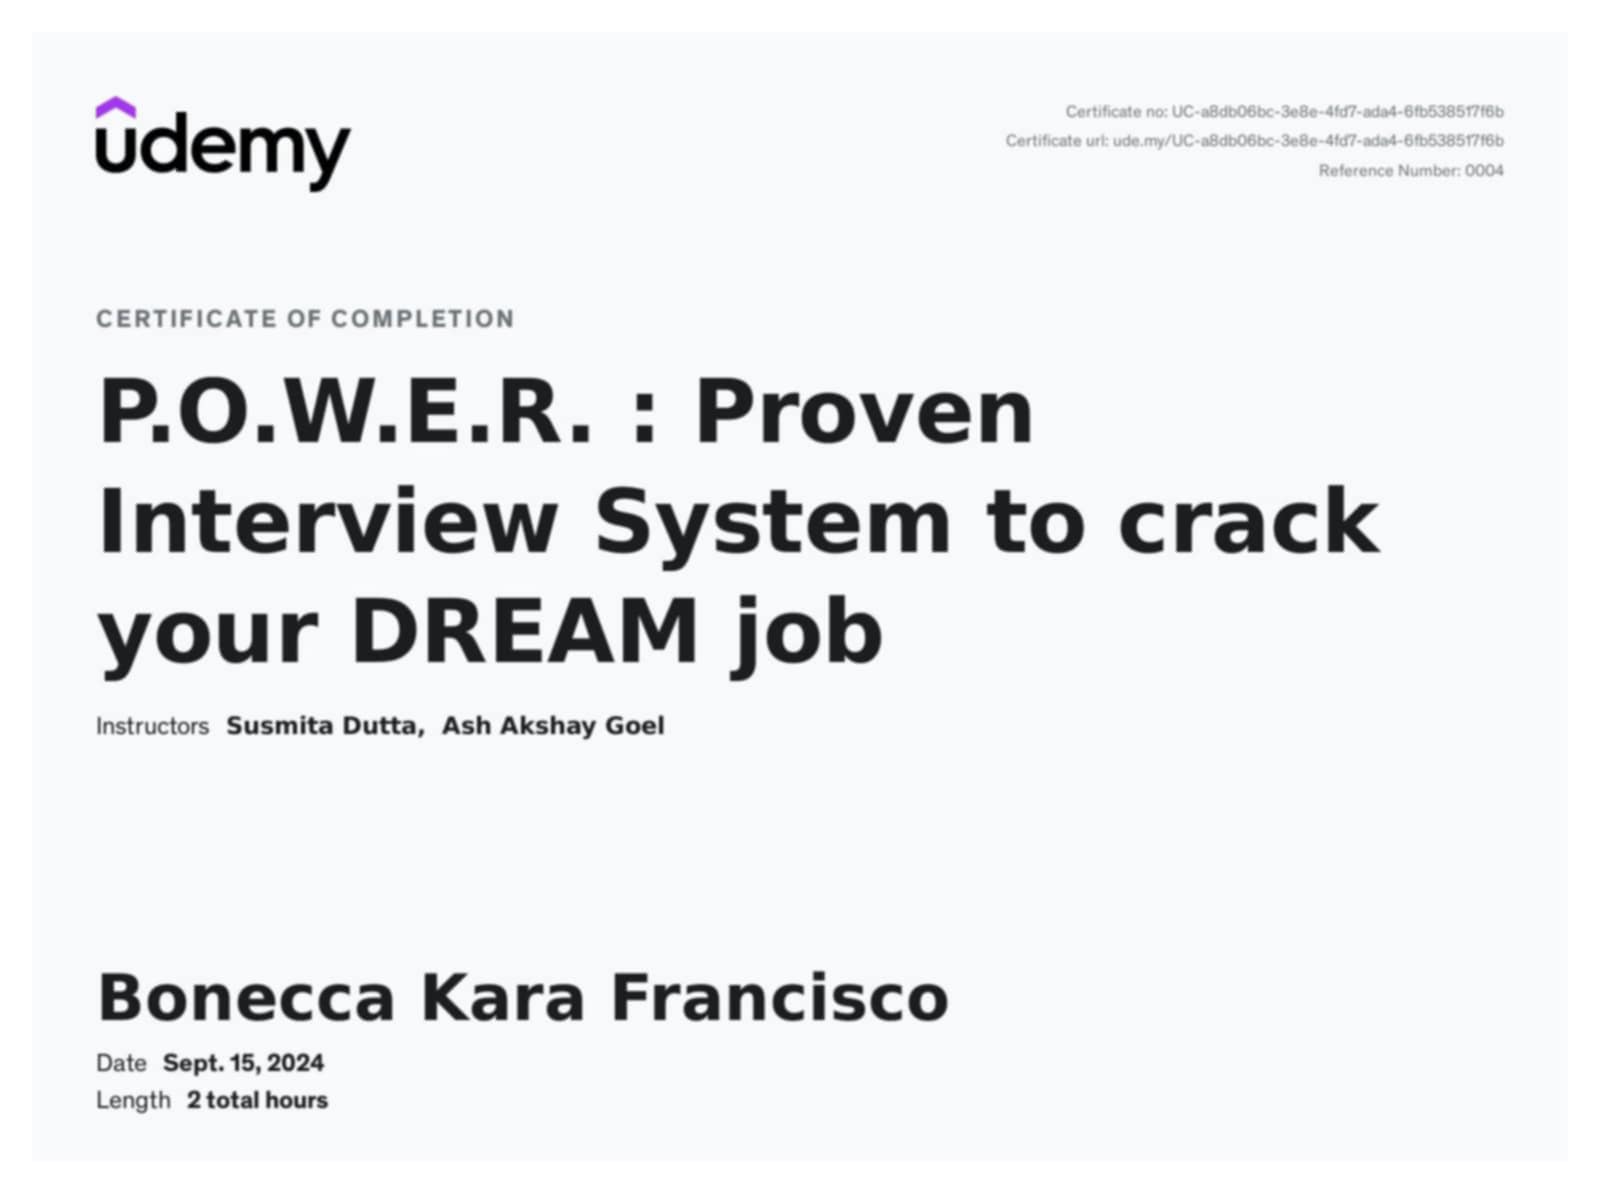 udemy
Certificate no: UC-a8db06bc-3e8e-4fd7-ada4-6fb5385f7f6b
Certificate url: ude.my/UC-a8db06bc-3e8e-4fd7-ada4-6fb5385f7f6b
Reference Number: 0004
CERTIFICATE OF COMPLETION
P.O.W.E.R. : Proven
Interview System to crack
your DREAM job
Instructors Susmita Dutta, Ash Akshay Goel
Bonecca Kara Francisco
Date Sept. 15, 2024
Length 2 total hours